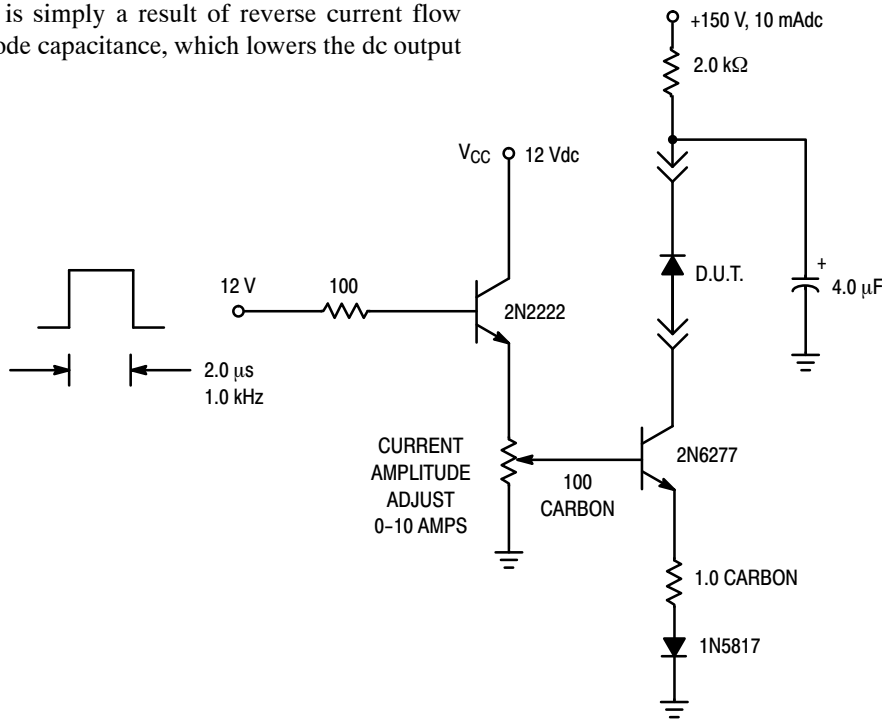 is simply a result of reverse current flow
ode capacitance, which lowers the dc output
+150 V, 10 mAdc
2.0 kΩ
VCC 12 Vdc
12 V
100
2N2222
D.U.T.
+
4.0 μF
2.0 μs
1.0 kHz
CURRENT
AMPLITUDE
ADJUST
0-10 AMPS
100
CARBON
2N6277
1.0 CARBON
1N5817